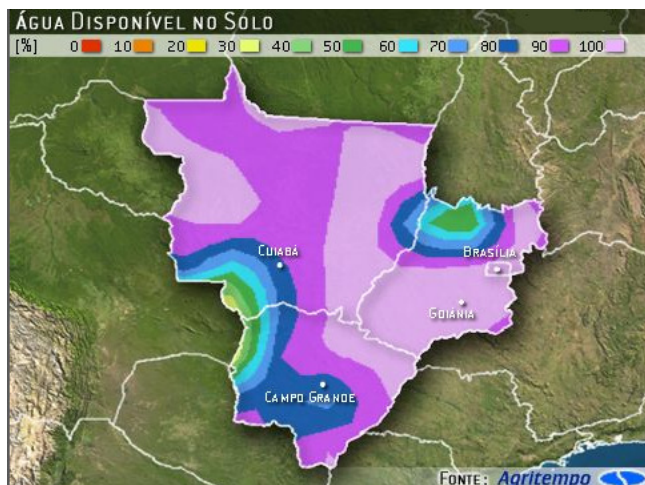 Água Disponível no Solo
[%] 0 10 20 30 40 50 60 70 80 90 100
Cuiabá
Brasília
Goiânia
Campo Grande
Fonte: Agritempo